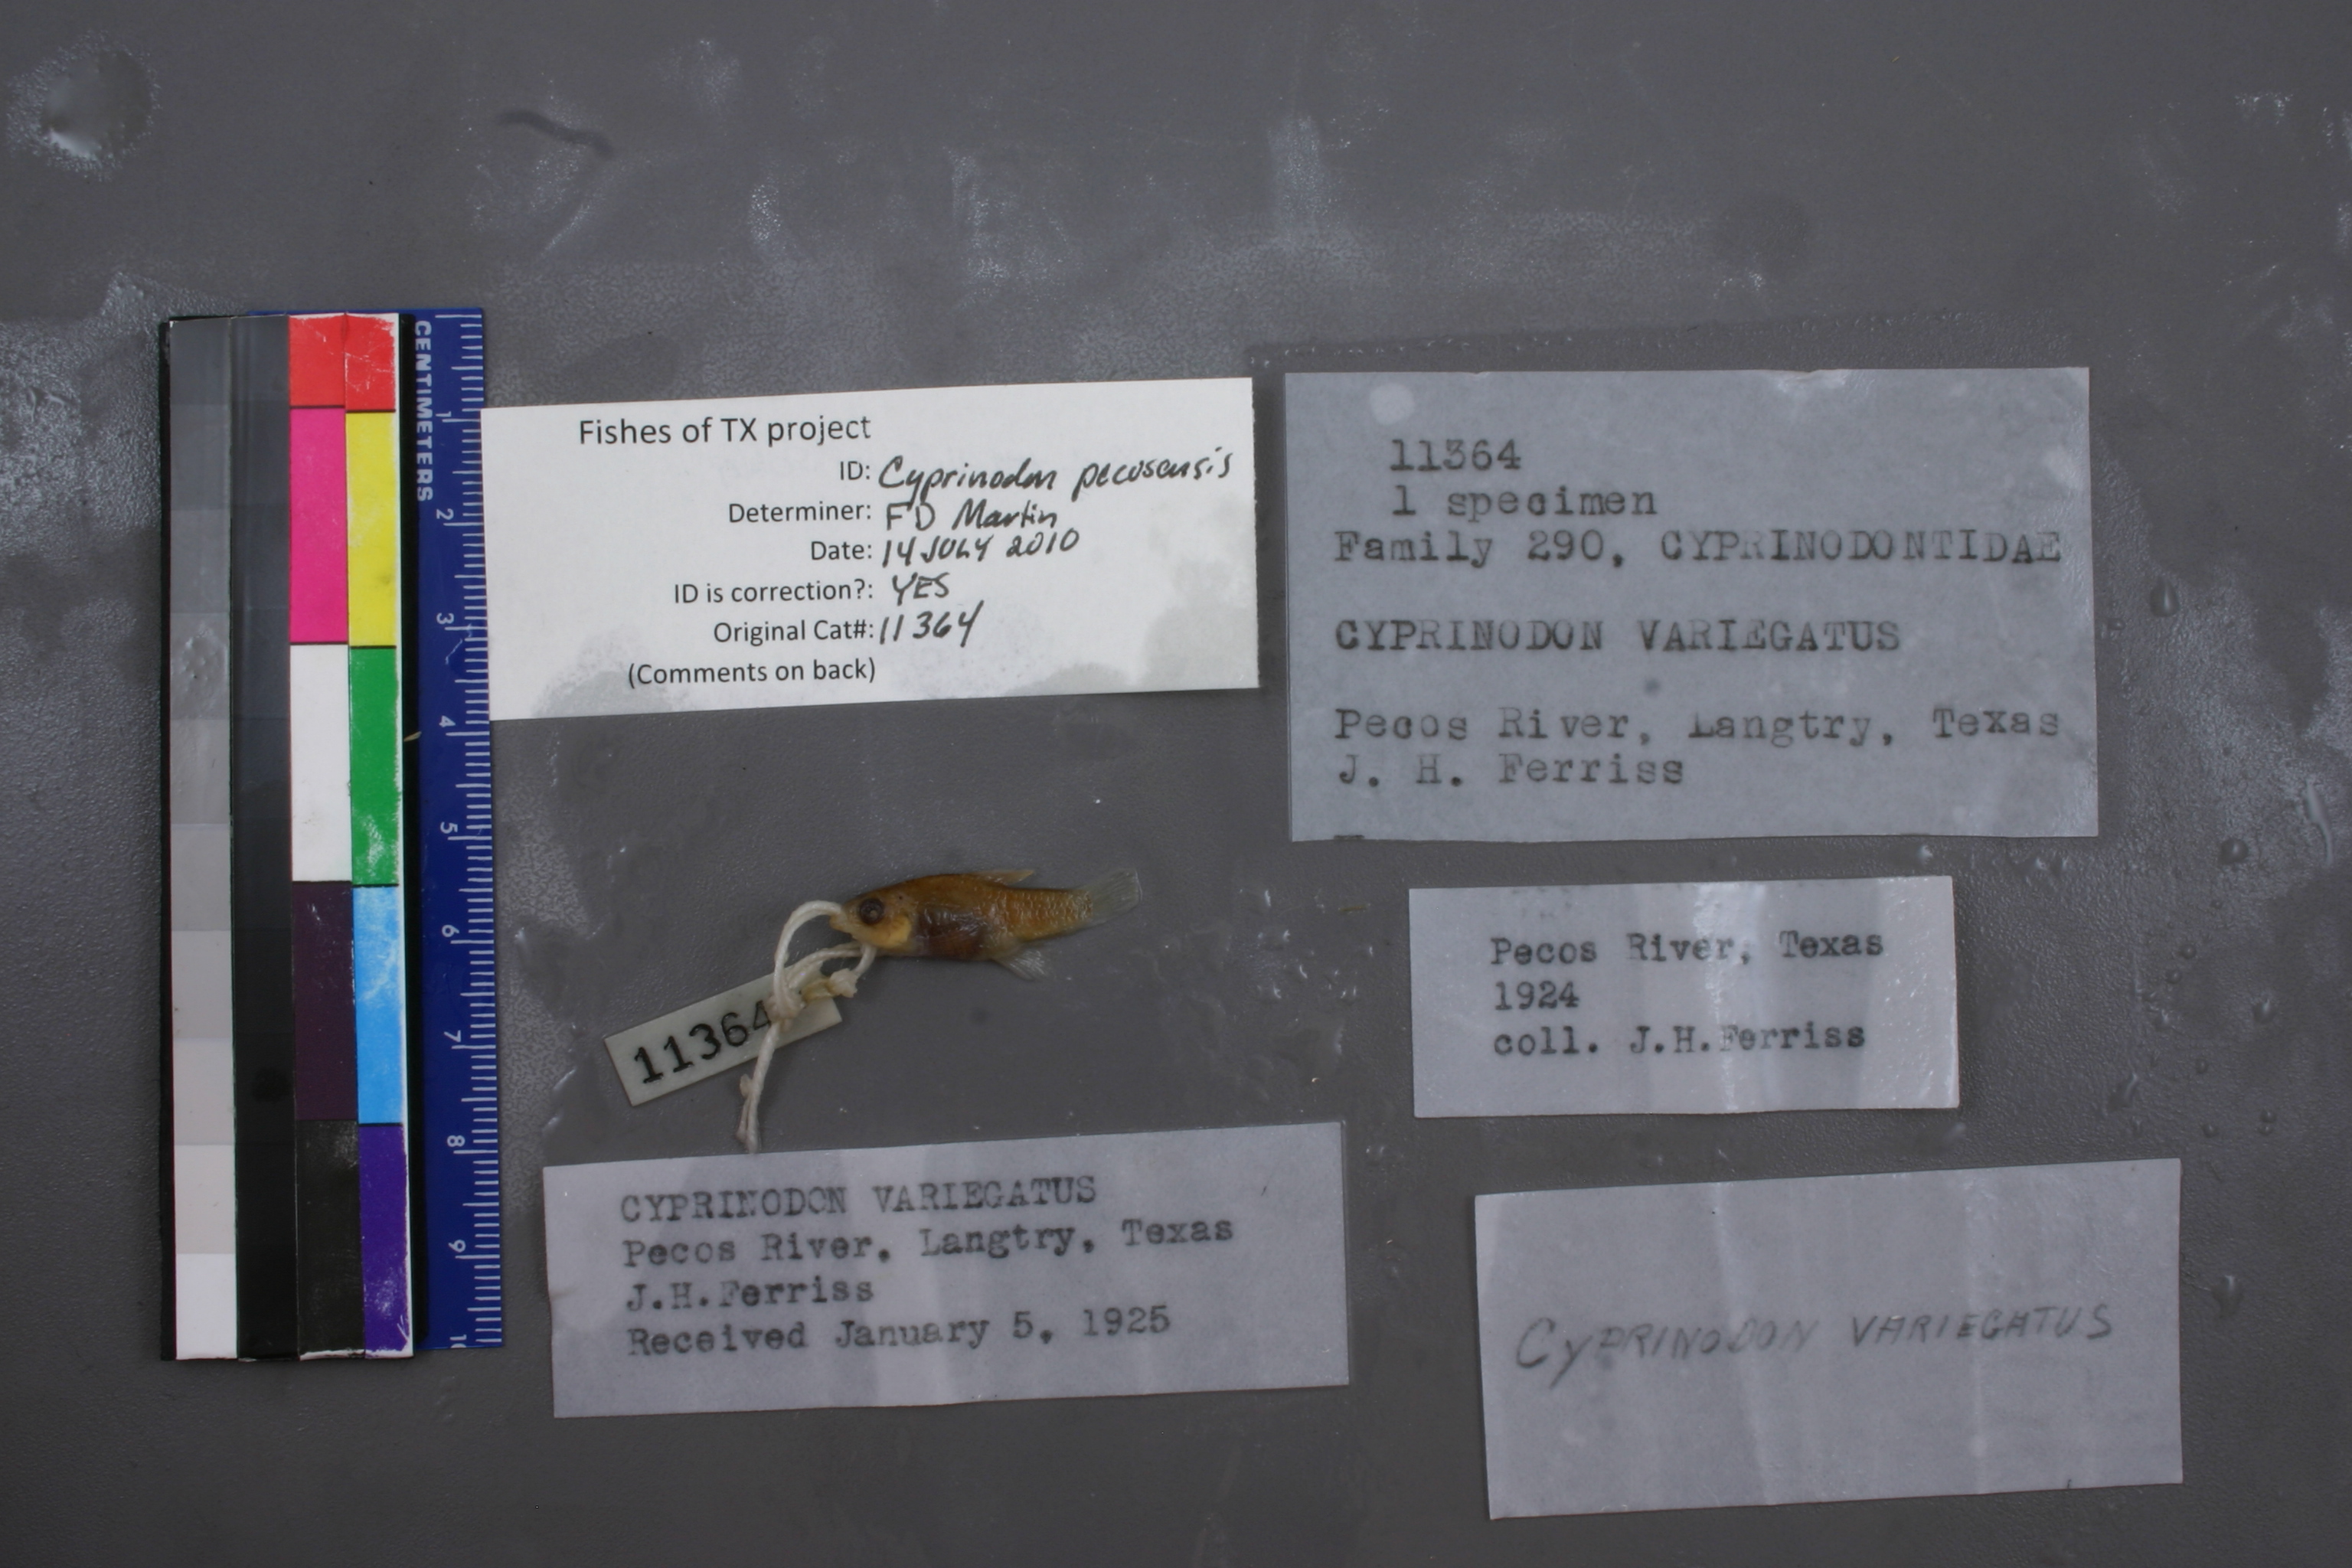 CENTIMETERS
1
2
3
4
5
6
7
8
9
Fishes of TX project
ID: Cyprinodon pecosensis
Determiner: FD Martin
Date: 14 JULY 2010
ID is correction?: YES
Original Cat#: 11364
(Comments on back)
11364
1 specimen
Family 290, CYPRINODONTIDAE
CYPRINODON VARIEGATUS
Pecos River, Langtry, Texas
J. H. Ferriss
11364
Pecos River, Texas
1924
coll. J.H.Ferriss
CYPRINODON VARIEGATUS
Pecos River, Langtry, Texas
J.H.Ferriss
Received January 5, 1925
CYPRINODON VARIEGATUS